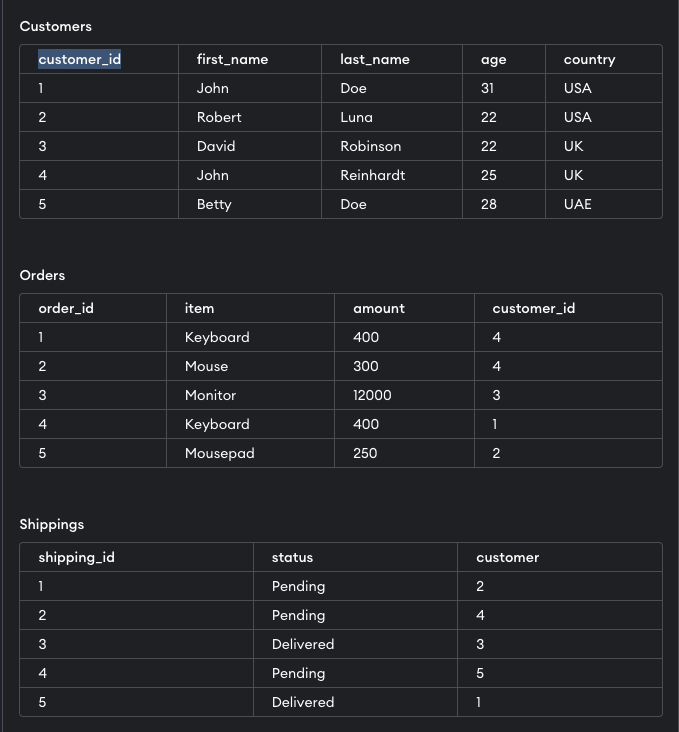 Customers
customer_id first_name last_name age country
1 John Doe 31 USA
2 Robert Luna 22 USA
3 David Robinson 22 UK
4 John Reinhardt 25 UK
5 Betty Doe 28 UAE
Orders
order_id item amount customer_id
1 Keyboard 400 4
2 Mouse 300 4
3 Monitor 12000 3
4 Keyboard 400 1
5 Mousepad 250 2
Shippings
shipping_id status customer
1 Pending 2
2 Pending 4
3 Delivered 3
4 Pending 5
5 Delivered 1